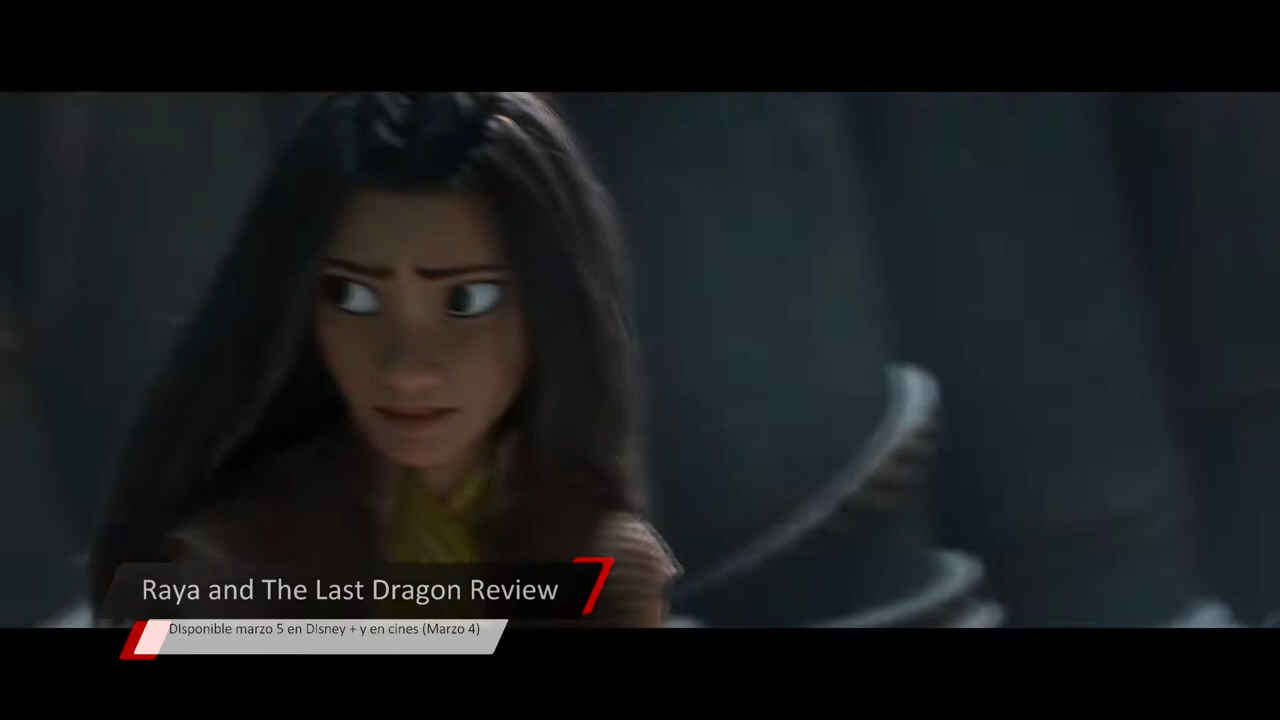 Raya and The Last Dragon Review
DIsponible marzo 5 en DIsney + y en cines (Marzo 4)